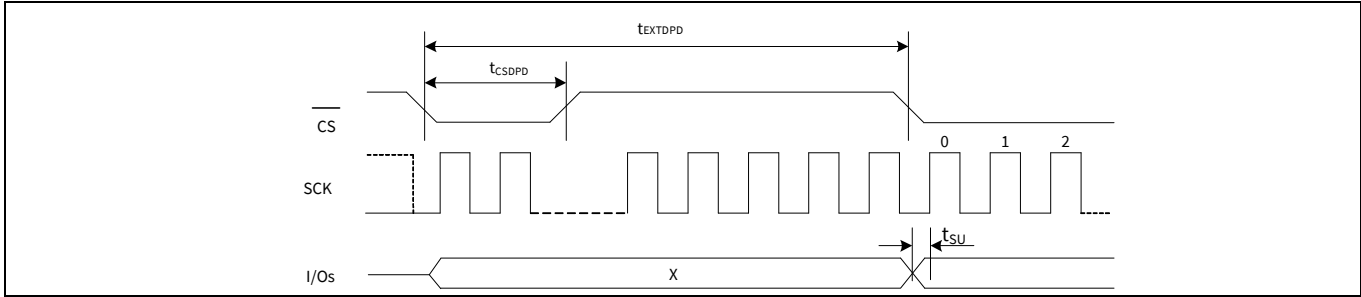 tEXTDPD
tCSDPD
CS
0 1 2
SCK
tSU
I/Os X